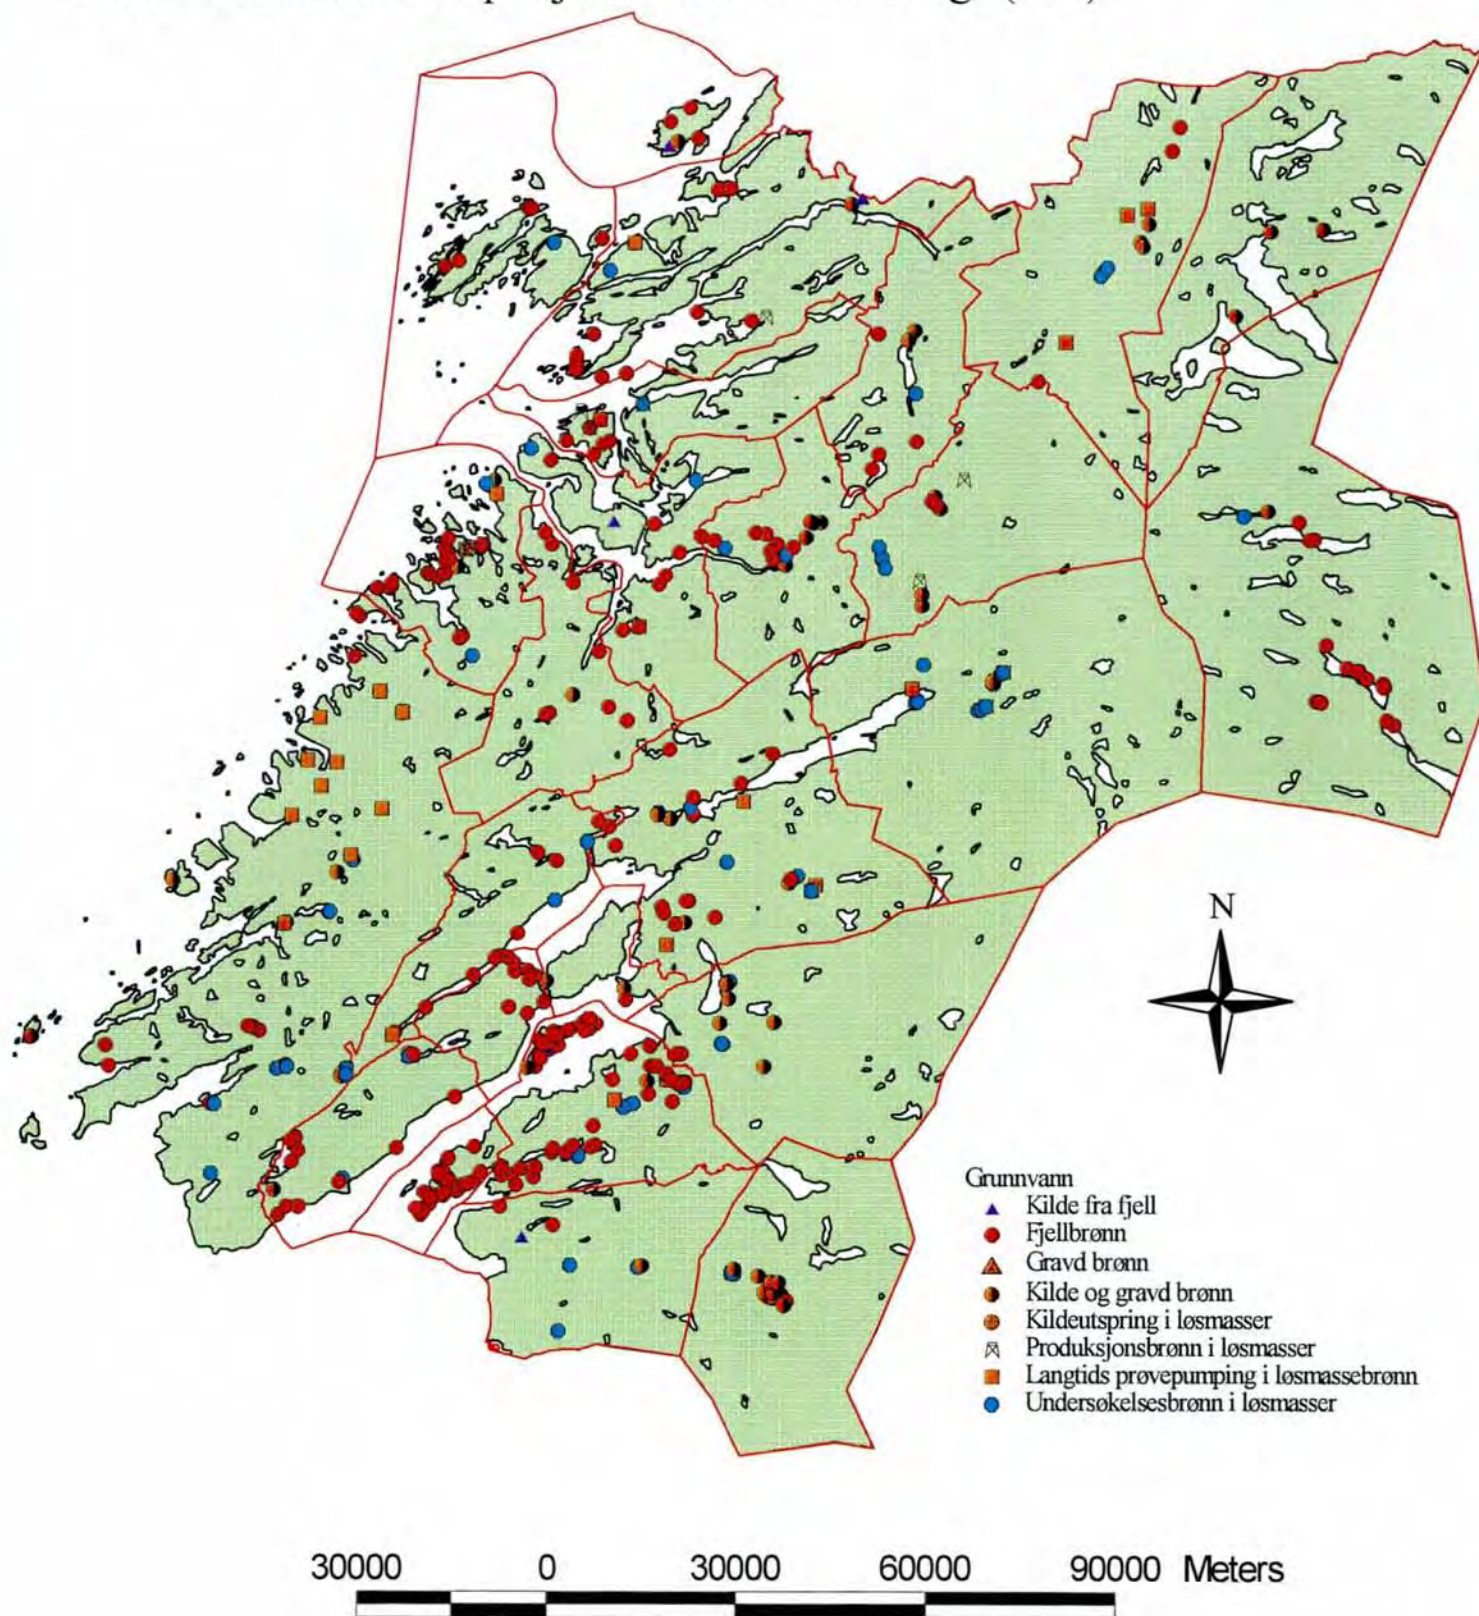 N
Grunnvann
Kilde fra fjell
Fjellbrønn
Gravd brønn
Kilde og gravd brønn
Kildeutspring i løsmasser
Produksjonsbrønn i løsmasser
Langtids prøvepumping i løsmassebrønn
Undersøkelsesbrønn i løsmasser
30000 0 30000 60000 90000 Meters